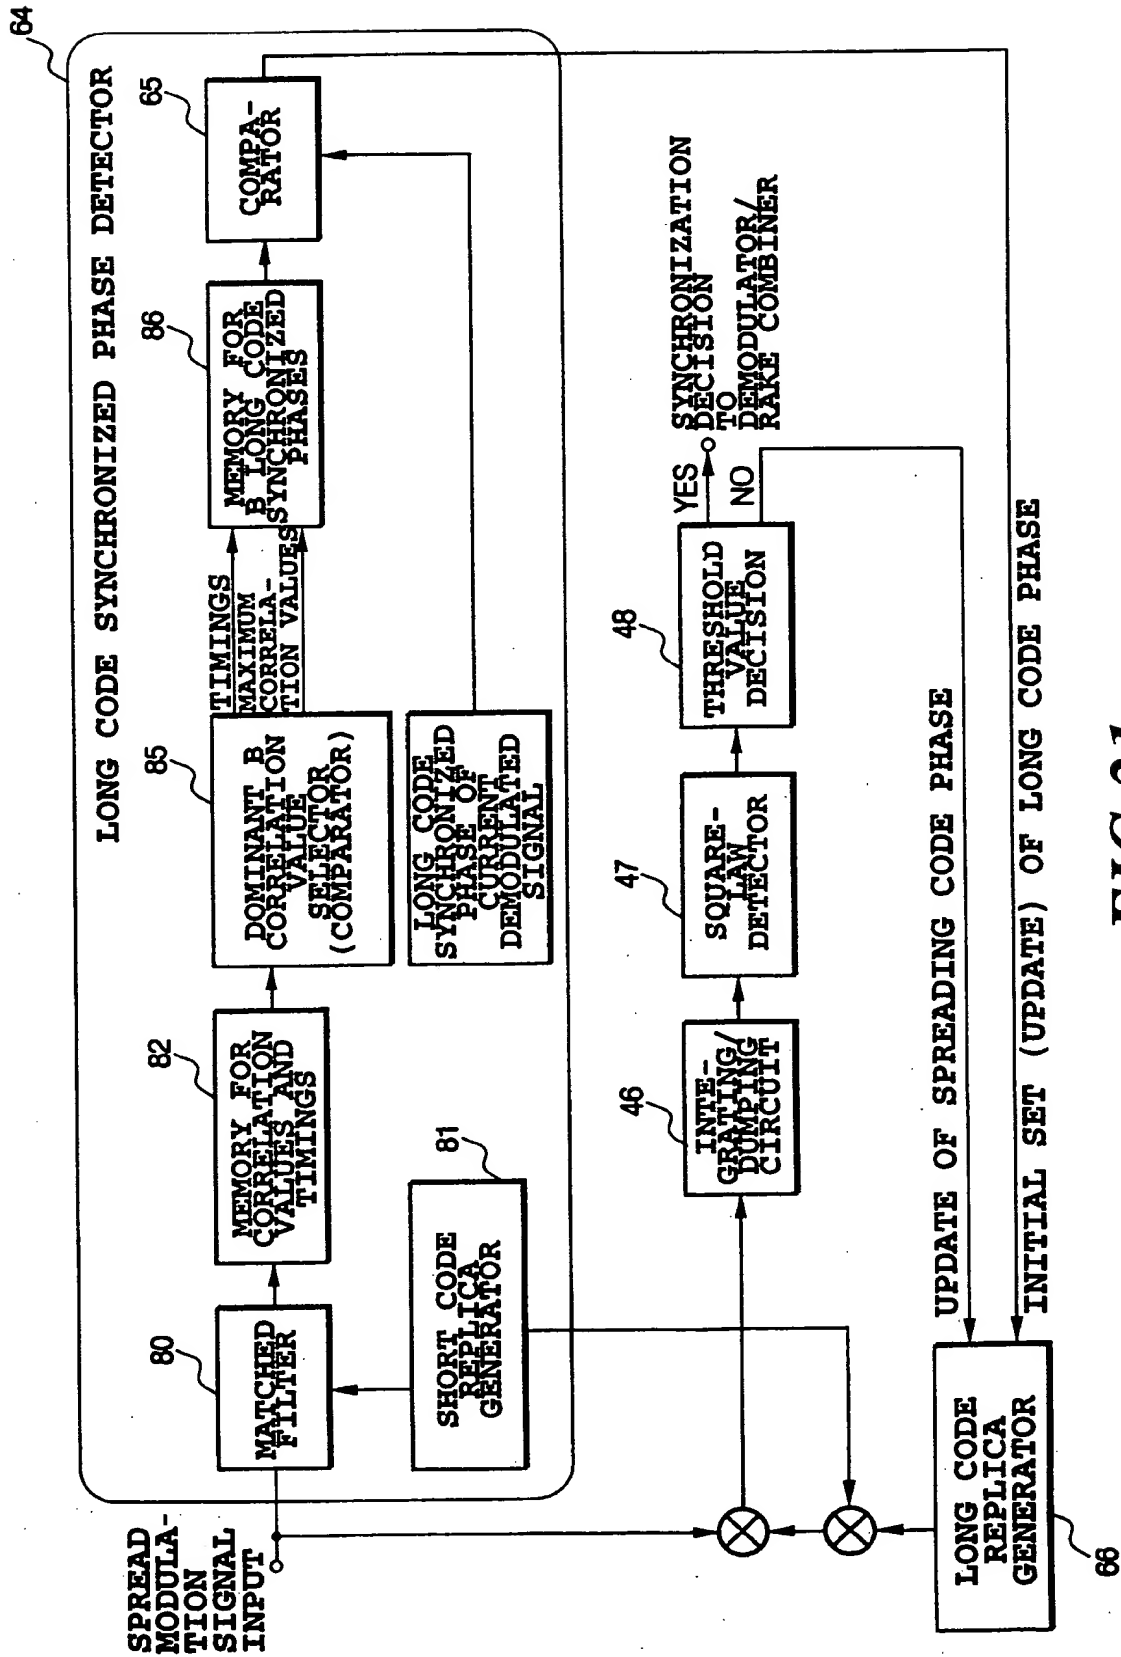 64
LONG CODE SYNCHRONIZED PHASE DETECTOR
SPREAD
MODULA-
TION
SIGNAL
INPUT
80
MATCHED
FILTER
82
MEMORY FOR
CORRELATION
VALUES AND
TIMINGS
85
DOMINANT B
CORRELATION
VALUE
SELECTOR
(COMPARATOR)
TIMINGS
MAXIMUM
CORRELA-
TION VALUES
86
MEMORY FOR
B LONG CODE
SYNCHRONIZED
PHASES
65
COMPA-
RATOR
81
SHORT CODE
REPLICA
GENERATOR
LONG CODE
SYNCHRONIZED
PHASE OF
CURRENT
DEMODULATED
SIGNAL
46
INTE-
GRATING/
DUMPING
CIRCUIT
47
SQUARE-
LAW
DETECTOR
48
THRESHOLD
VALUE
DECISION
YES
NO
SYNCHRONIZATION
DECISION
TO
DEMODULATOR/
RAKE COMBINER
UPDATE OF SPREADING CODE PHASE
INITIAL SET (UPDATE) OF LONG CODE PHASE
LONG CODE
REPLICA
GENERATOR
66